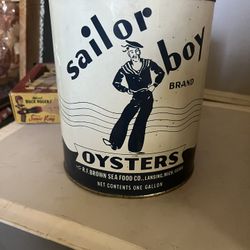 sailor
boy
BRAND
OYSTERS
R.F. BROWN SEA FOOD CO., LANSING, MICH.
NET CONTENTS ONE GALLON